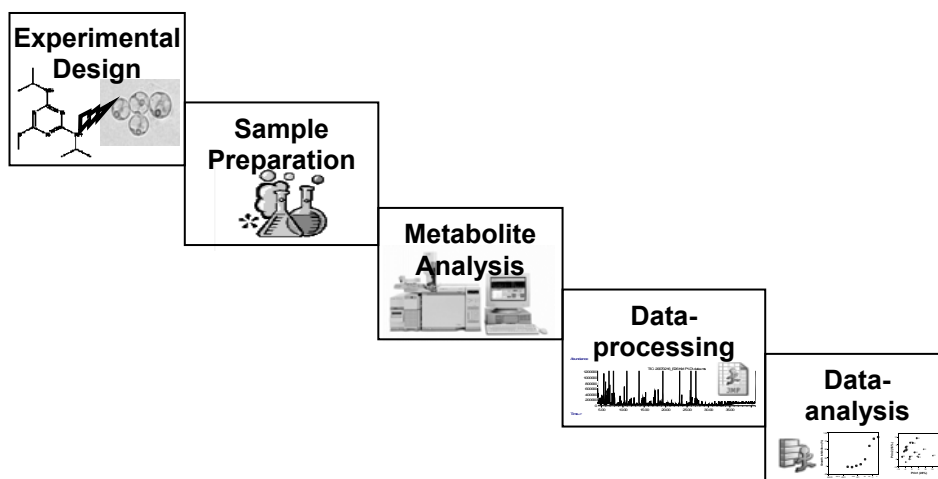 Experimental
Design
Sample
Preparation
Metabolite
Analysis
Data-
processing
Data-
analysis